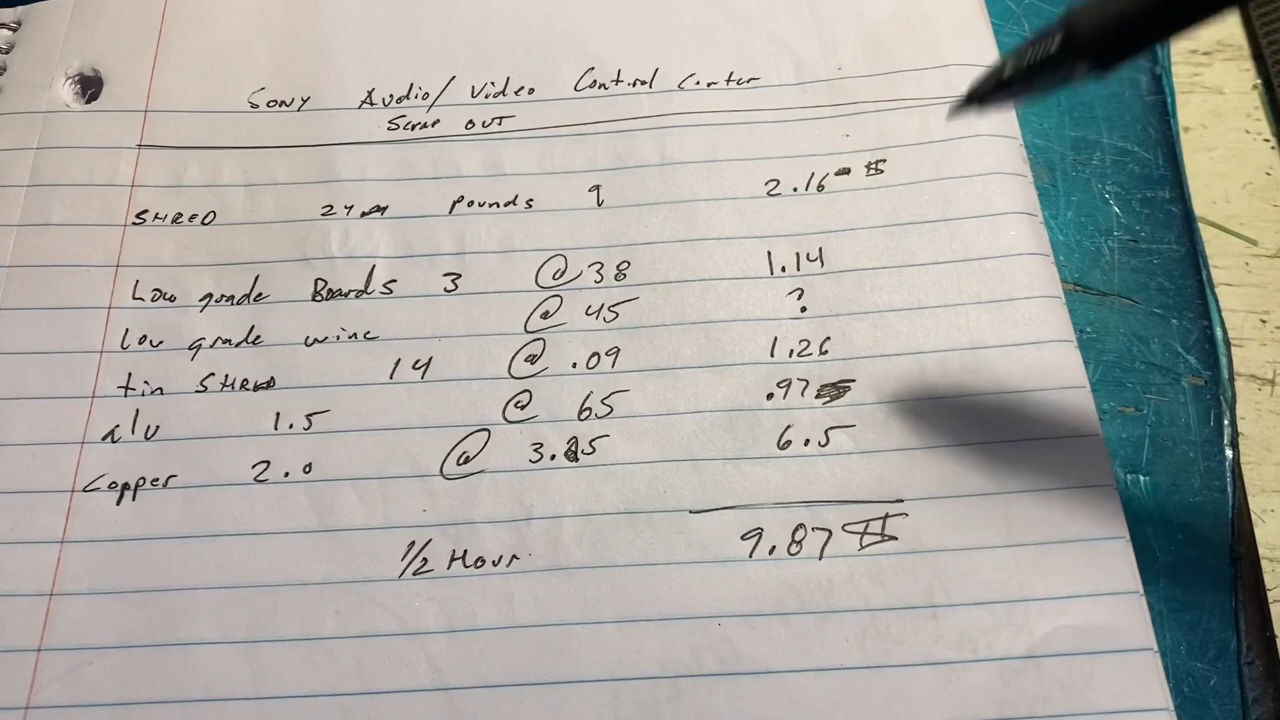 SONY Audio/Video Control Center
Scrap OUT
SHRED 24 pounds 9 2.16 $
Low grade Boards 3 @ 38 1.14
low grade wire @ 45 ?
tin SHRED 14 @ .09 1.26
alu 1.5 @ 65 .97
Copper 2.0 @ 3.25 6.5
1/2 Hour 9.87 $